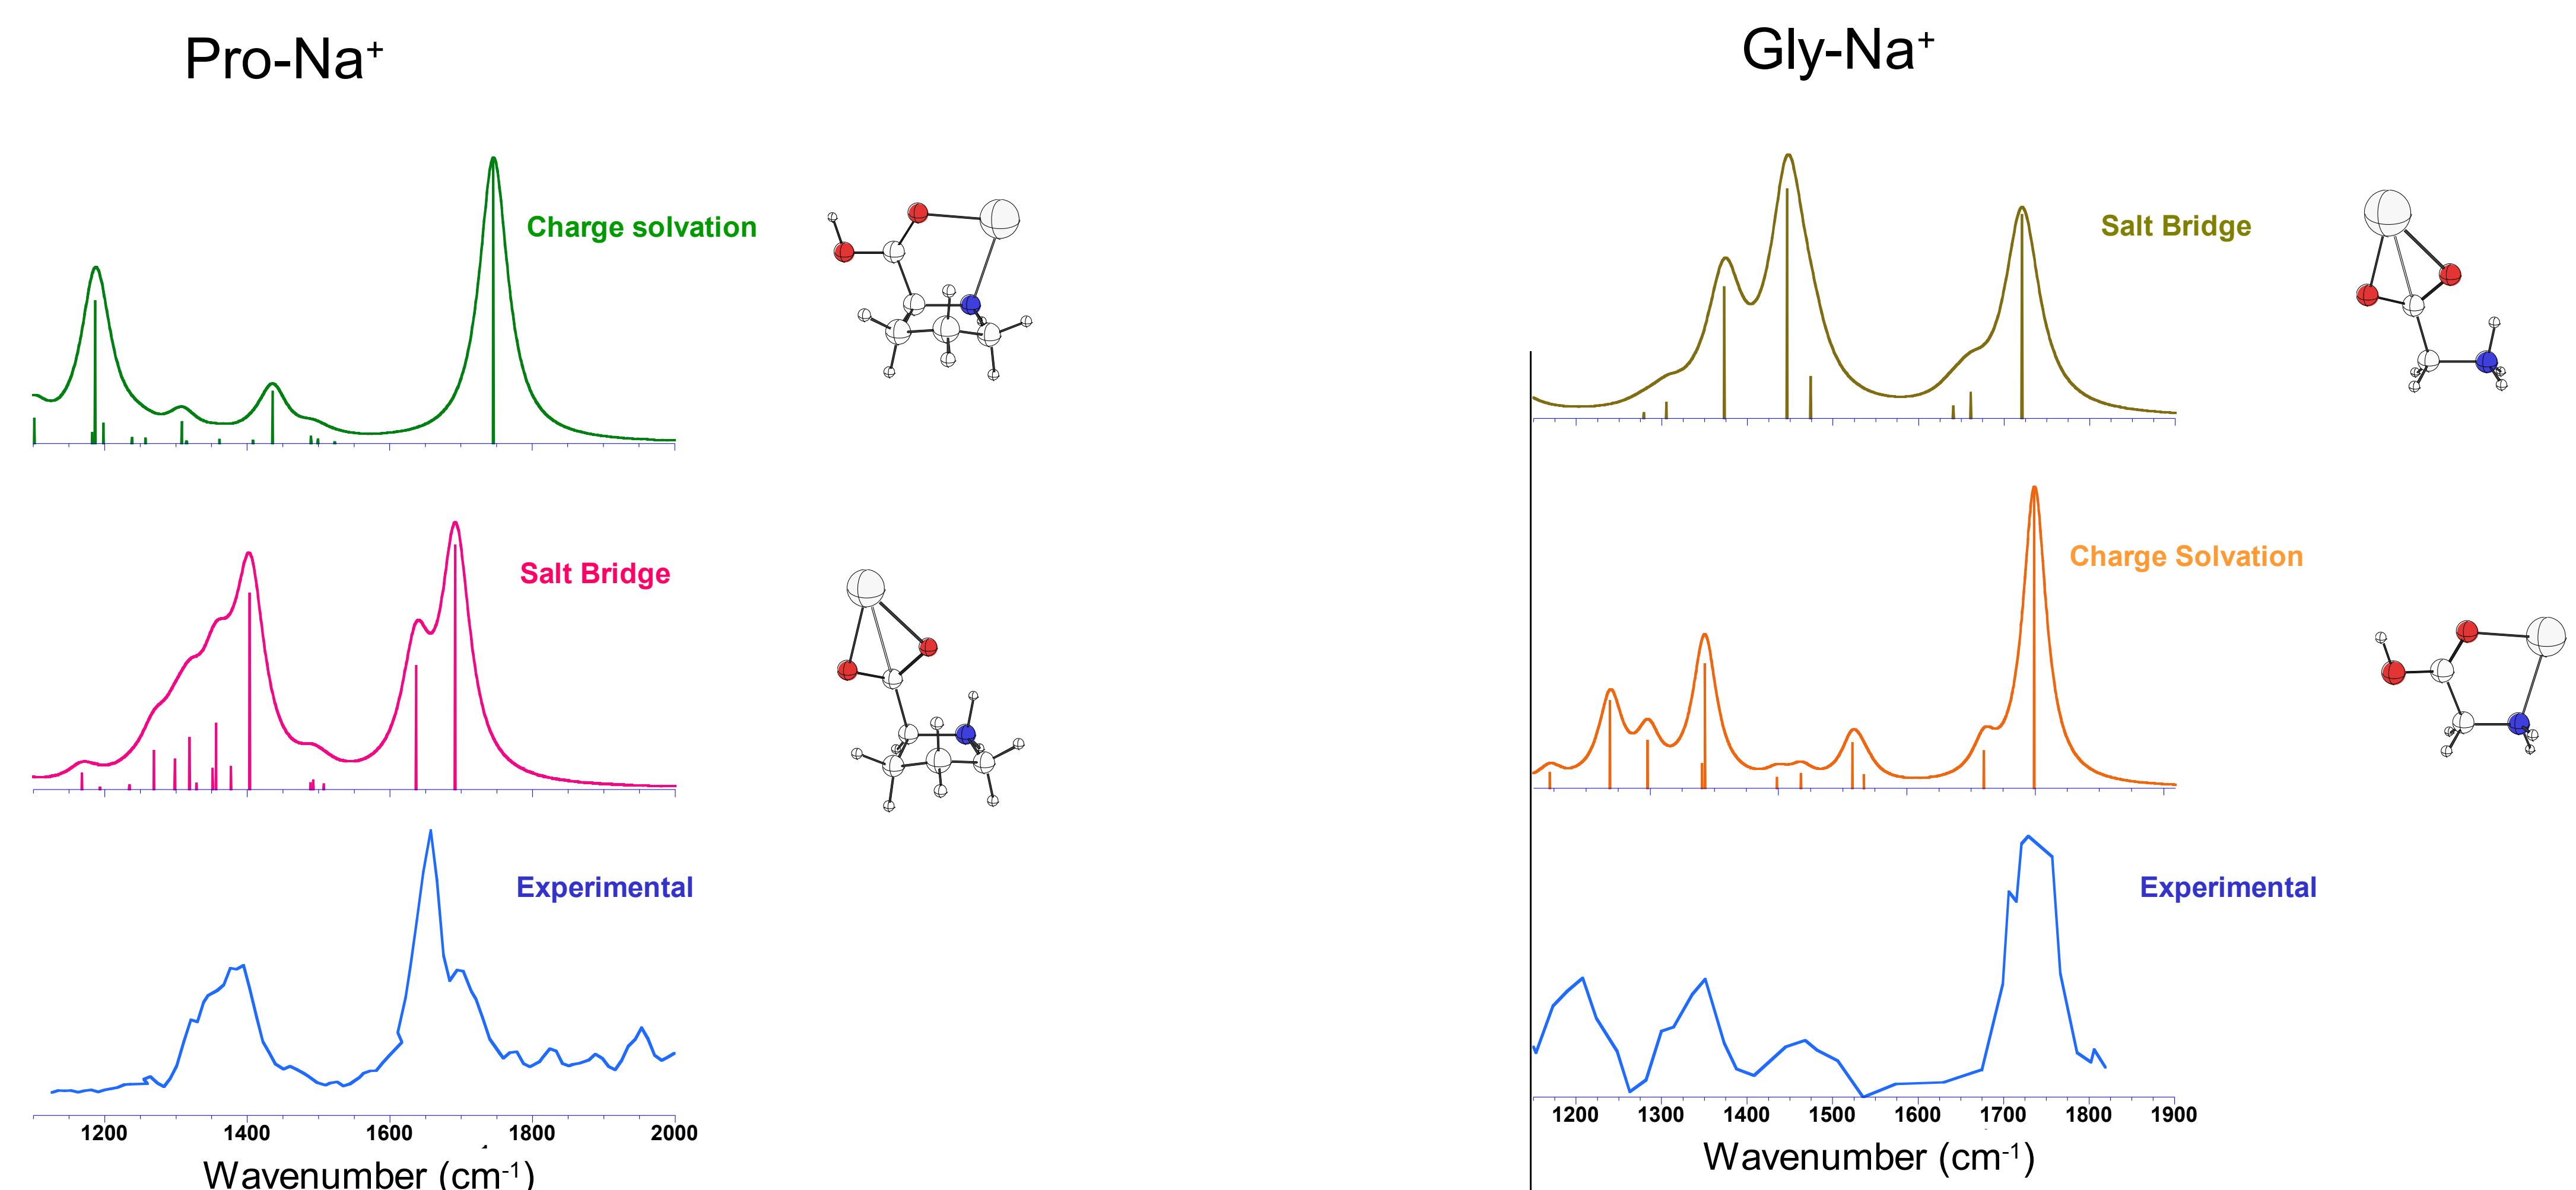 Pro-Na+
Gly-Na+
Charge solvation
Salt Bridge
Salt Bridge
Charge Solvation
Experimental
Experimental
1200 1400 1600 1800 2000
1200 1300 1400 1500 1600 1700 1800 1900
Wavenumber (cm-1)
Wavenumber (cm-1)